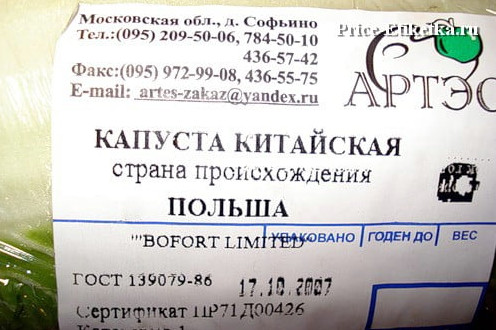 Московская обл., д. Софьино
Price-Etiketka.ru
Тел.:(095) 209-50-06, 784-50-10
436-57-42
Факс:(095) 972-99-08, 436-55-75
E-mail: artes-zakaz@yandex.ru
АРТЭС
КАПУСТА КИТАЙСКАЯ
страна происхождения
ПОЛЬША
"'BOFORT LIMITED
УПАКОВАНО ГОДЕН ДО ВЕС
ГОСТ 139079-86 17.10.2007
Сертификат ПР71Д00426